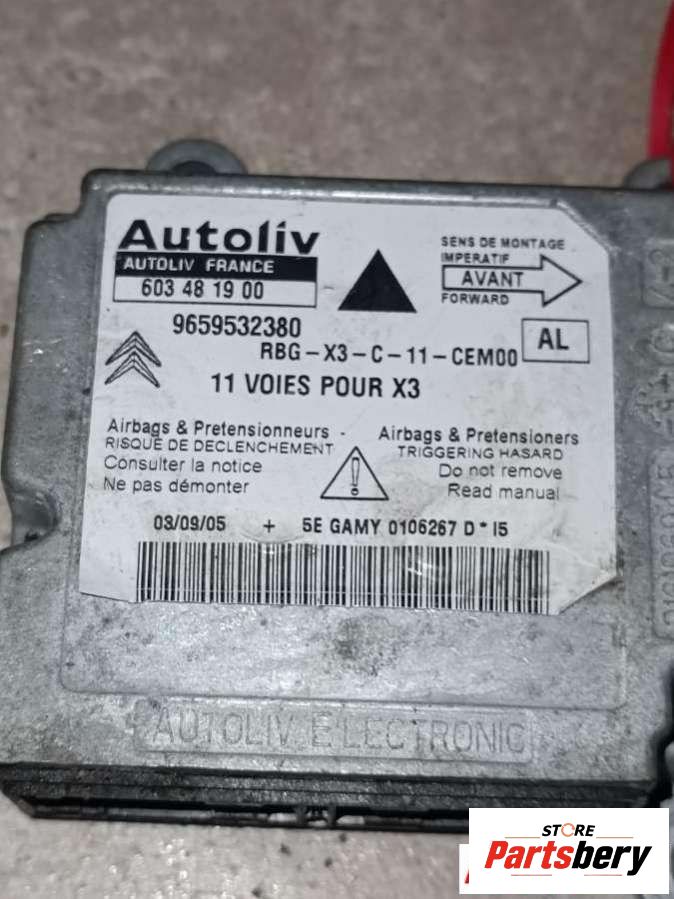 Autoliv
AUTOLIV FRANCE
603 48 19 00
SENS DE MONTAGE
IMPERATIF
AVANT
FORWARD
9659532380
RBG-X3-C-11-CEM00
AL
11 VOIES POUR X3
Airbags & Pretensionneurs -
RISQUE DE DECLENCHEMENT
Consulter la notice
Ne pas démonter
!
Airbags & Pretensioners
TRIGGERING HASARD
Do not remove
Read manual
03/09/05 + 5E GAMY 0106267 D*I5
AUTOLIV ELECTRONIC
STORE
Partsbery